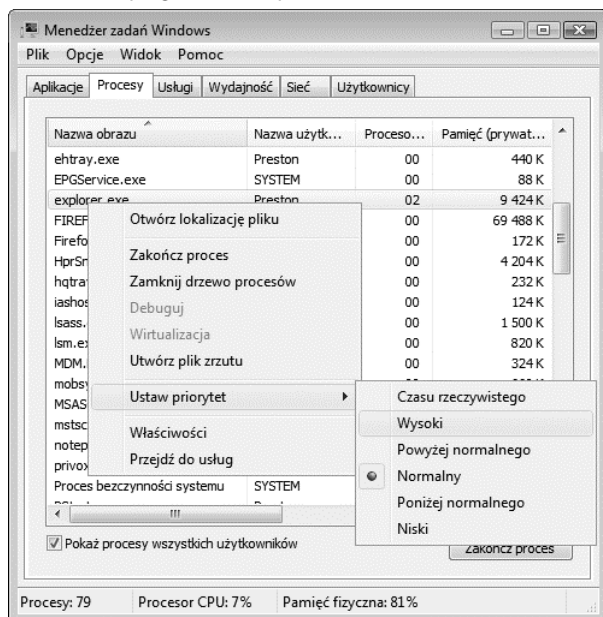 Menedżer zadań Windows
Plik Opcje Widok Pomoc
Aplikacje Procesy Usługi Wydajność Sieć Użytkownicy
Nazwa obrazu Nazwa użytk... Proceso... Pamięć (prywat...
ehtray.exe Preston 00 440 K
EPGService.exe SYSTEM 00 88 K
explorer.exe Preston 02 9 424 K
FIREF 00 69 488 K
Firefo 00 172 K
HprSn 00 4 204 K
hqtra 00 232 K
iashos 00 124 K
lsass. 00 1 500 K
lsm.e 00 820 K
MDM. 00 324 K
mobsy
MSAS
mstsc
notep
privox
Proces bezczynności systemu SYSTEM
Otwórz lokalizację pliku
Zakończ proces
Zamknij drzewo procesów
Debuguj
Wirtualizacja
Utwórz plik zrzutu
Ustaw priorytet
Właściwości
Przejdź do usług
Czasu rzeczywistego
Wysoki
Powyżej normalnego
Normalny
Poniżej normalnego
Niski
Pokaż procesy wszystkich użytkowników
Zakończ proces
Procesy: 79 Procesor CPU: 7% Pamięć fizyczna: 81%